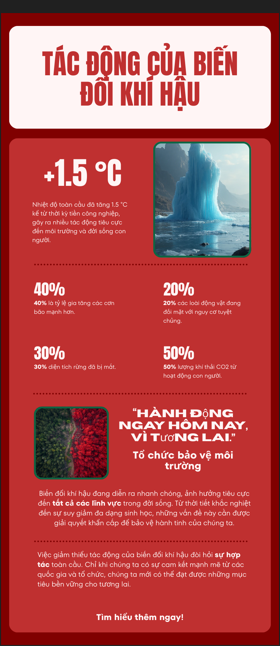 TÁC ĐỘNG CỦA BIẾN
ĐỔI KHÍ HẬU
+1.5 °C
Nhiệt độ toàn cầu đã tăng 1.5 °C
kể từ thời kỳ tiền công nghiệp,
gây ra nhiều tác động tiêu cực
đến môi trường và đời sống con
người.
40%
40% là tỷ lệ gia tăng các cơn
bão mạnh hơn.
20%
20% các loài động vật đang
đối mặt với nguy cơ tuyệt
chủng.
30%
30% diện tích rừng đã bị mất.
50%
50% lượng khí thải CO2 từ
hoạt động con người.
“HÀNH ĐỘNG
NGAY HÔM NAY,
VÌ TƯƠNG LAI.”
Tổ chức bảo vệ môi
trường
Biến đổi khí hậu đang diễn ra nhanh chóng, ảnh hưởng tiêu cực
đến tất cả các lĩnh vực trong đời sống. Từ thời tiết khắc nghiệt
đến sự suy giảm đa dạng sinh học, những vấn đề này cần được
giải quyết khẩn cấp để bảo vệ hành tinh của chúng ta.
Việc giảm thiểu tác động của biến đổi khí hậu đòi hỏi sự hợp
tác toàn cầu. Chỉ khi chúng ta có sự cam kết mạnh mẽ từ các
quốc gia và tổ chức, chúng ta mới có thể đạt được những mục
tiêu bền vững cho tương lai.
Tìm hiểu thêm ngay!